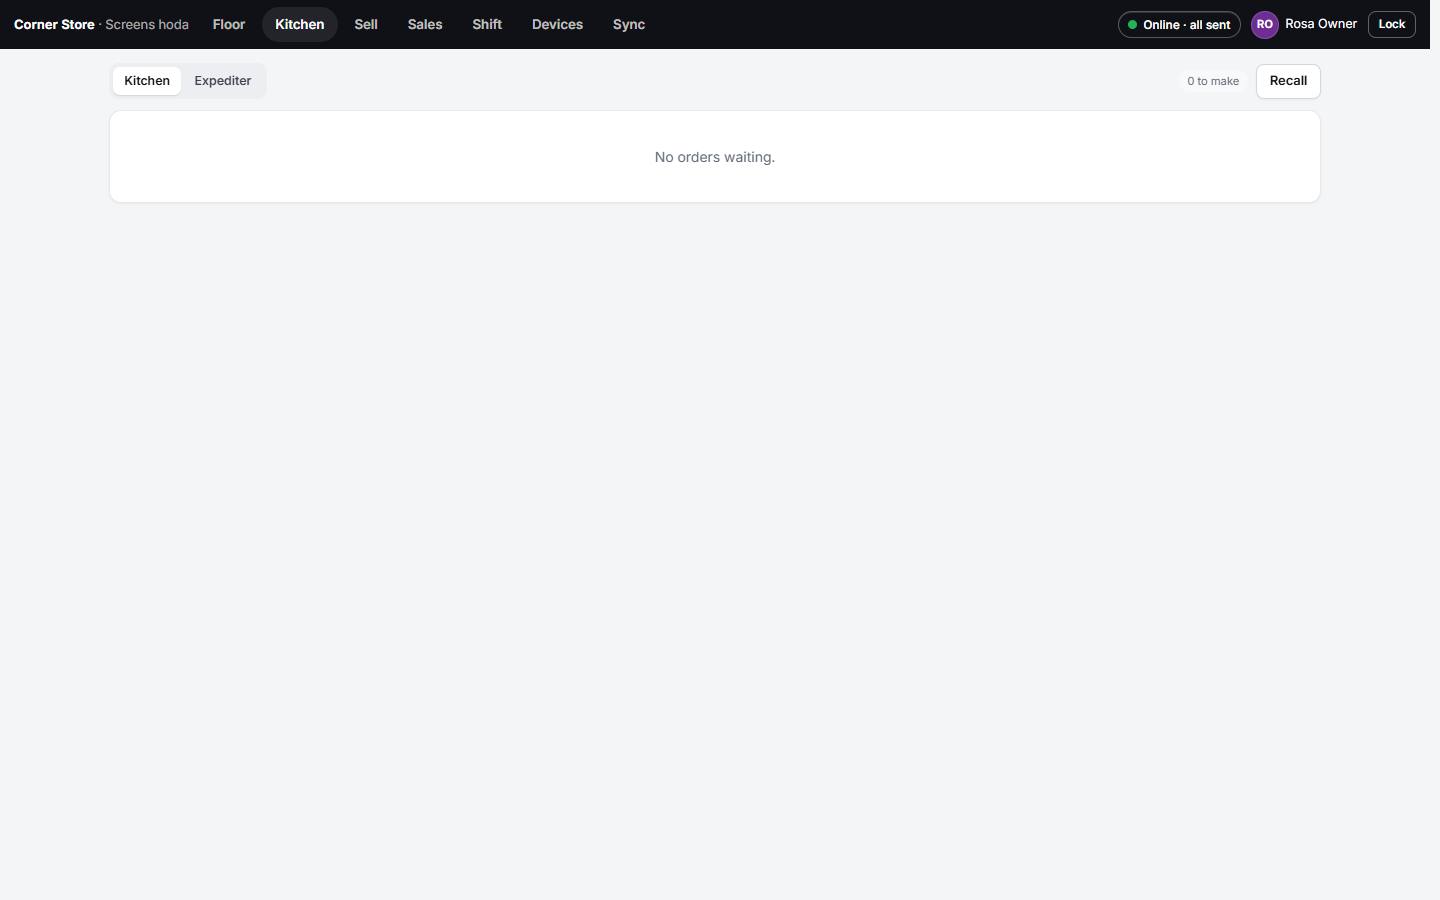 Corner Store · Screens hoda Floor Kitchen Sell Sales Shift Devices Sync Online · all sent RO Rosa Owner Lock
Kitchen Expediter 0 to make Recall
No orders waiting.